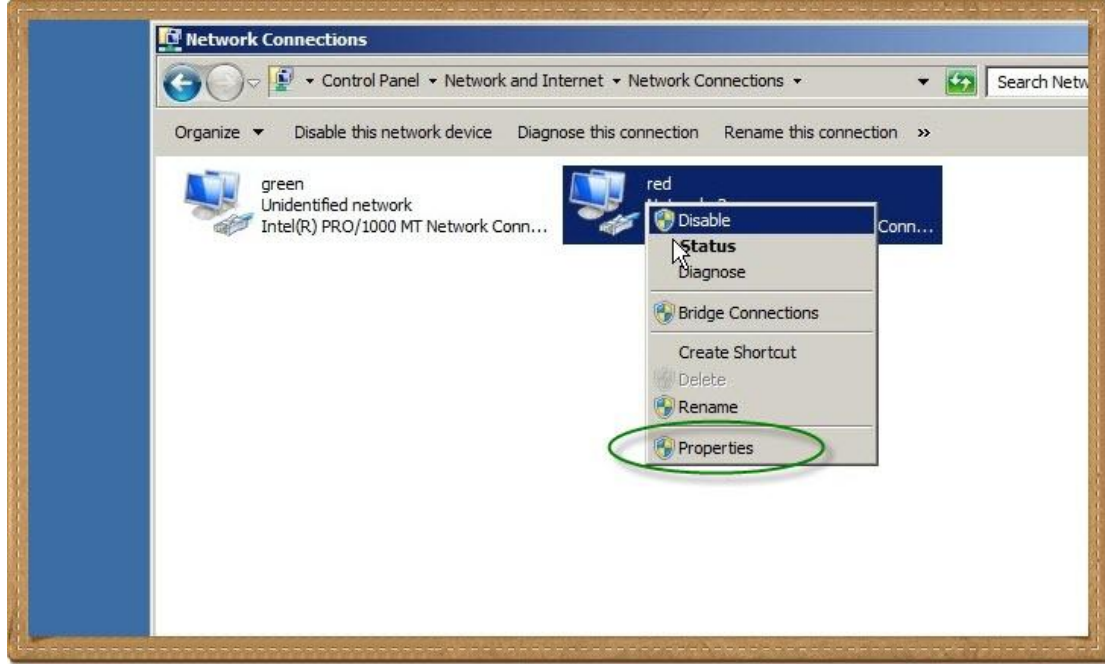 Network Connections
Control Panel Network and Internet Network Connections
Search Netw
Organize Disable this network device Diagnose this connection Rename this connection »
green
Unidentified network
Intel(R) PRO/1000 MT Network Conn...
red
Conn...
Disable
Status
Diagnose
Bridge Connections
Create Shortcut
Delete
Rename
Properties